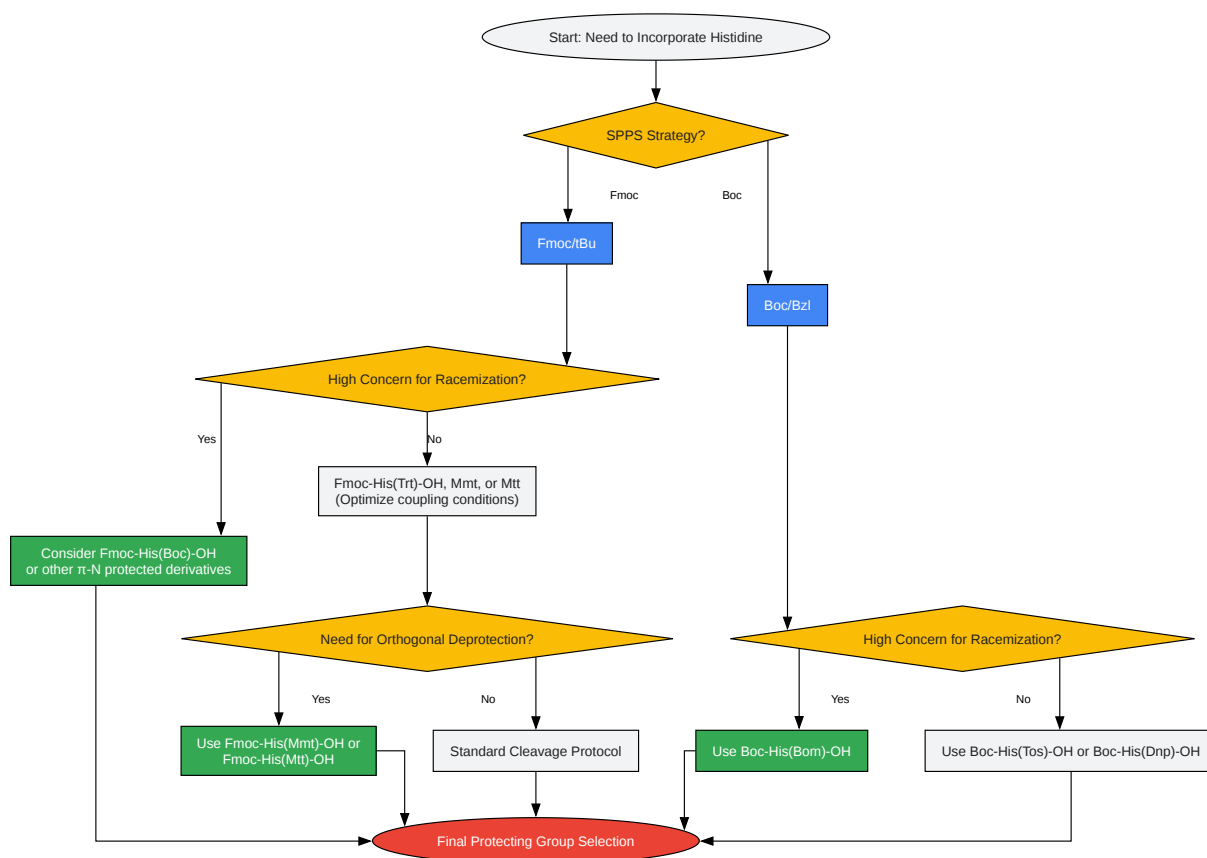 Start: Need to Incorporate Histidine
SPPS Strategy?
Fmoc
Boc
Fmoc/tBu
Boc/Bzl
High Concern for Racemization?
Yes
No
Fmoc-His(Trt)-OH, Mmt, or Mtt
(Optimize coupling conditions)
Consider Fmoc-His(Boc)-OH
or other π-N protected derivatives
Need for Orthogonal Deprotection?
High Concern for Racemization?
Yes
No
Yes
No
Use Fmoc-His(Mmt)-OH or
Fmoc-His(Mtt)-OH
Standard Cleavage Protocol
Use Boc-His(Bom)-OH
Use Boc-His(Tos)-OH or Boc-His(Dnp)-OH
Final Protecting Group Selection